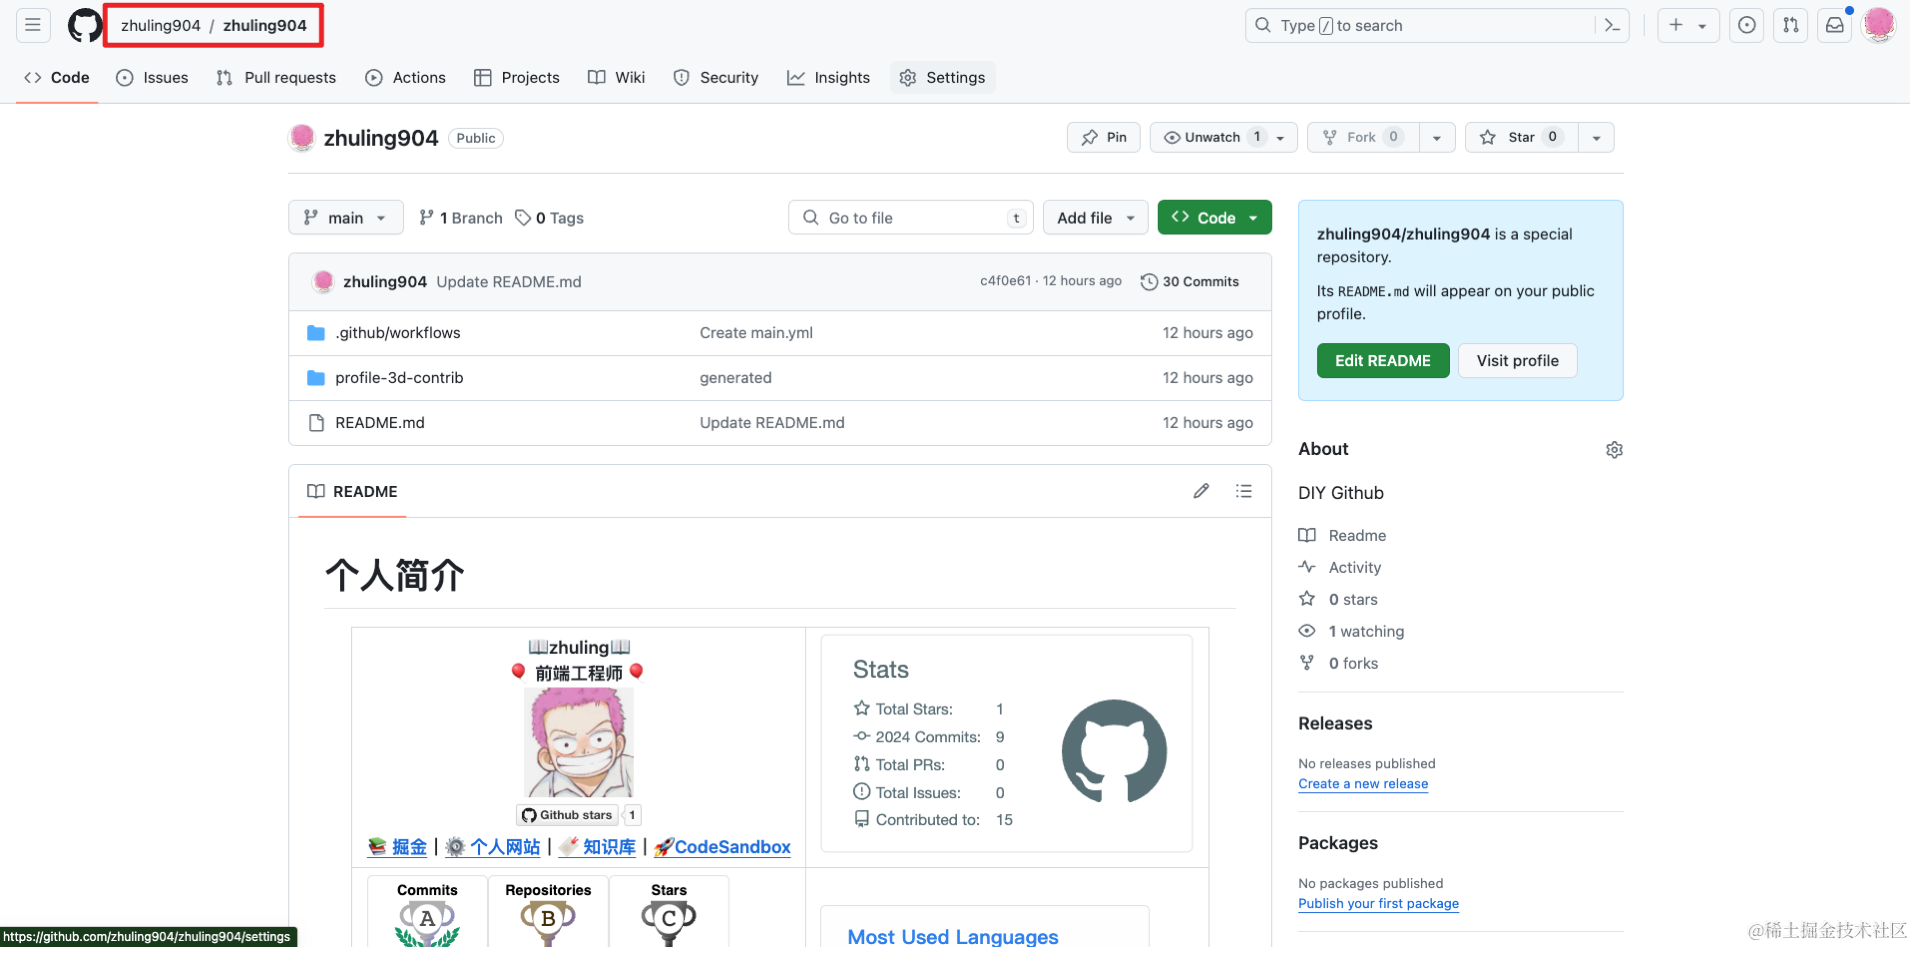 zhuling904 / zhuling904
Type / to search
Code Issues Pull requests Actions Projects Wiki Security Insights Settings
zhuling904 Public
Pin Unwatch 1 Fork 0 Star 0
main 1 Branch 0 Tags Go to file t Add file Code
zhuling904 Update README.md c4f0e61 · 12 hours ago 30 Commits
.github/workflows Create main.yml 12 hours ago
profile-3d-contrib generated 12 hours ago
README.md Update README.md 12 hours ago
README
个人简介
📖zhuling📖
🎈 前端工程师 🎈
Github stars 1
📚 掘金 | ⚙️ 个人网站 | 🏷️ 知识库 | 🚀CodeSandbox
Stats
Total Stars: 1
2024 Commits: 9
Total PRs: 0
Total Issues: 0
Contributed to: 15
Commits Repositories Stars
A B C
Most Used Languages
zhuling904/zhuling904 is a special
repository.
Its README.md will appear on your public
profile.
Edit README Visit profile
About
DIY Github
Readme
Activity
0 stars
1 watching
0 forks
Releases
No releases published
Create a new release
Packages
No packages published
Publish your first package
https://github.com/zhuling904/zhuling904/settings
@稀土掘金技术社区